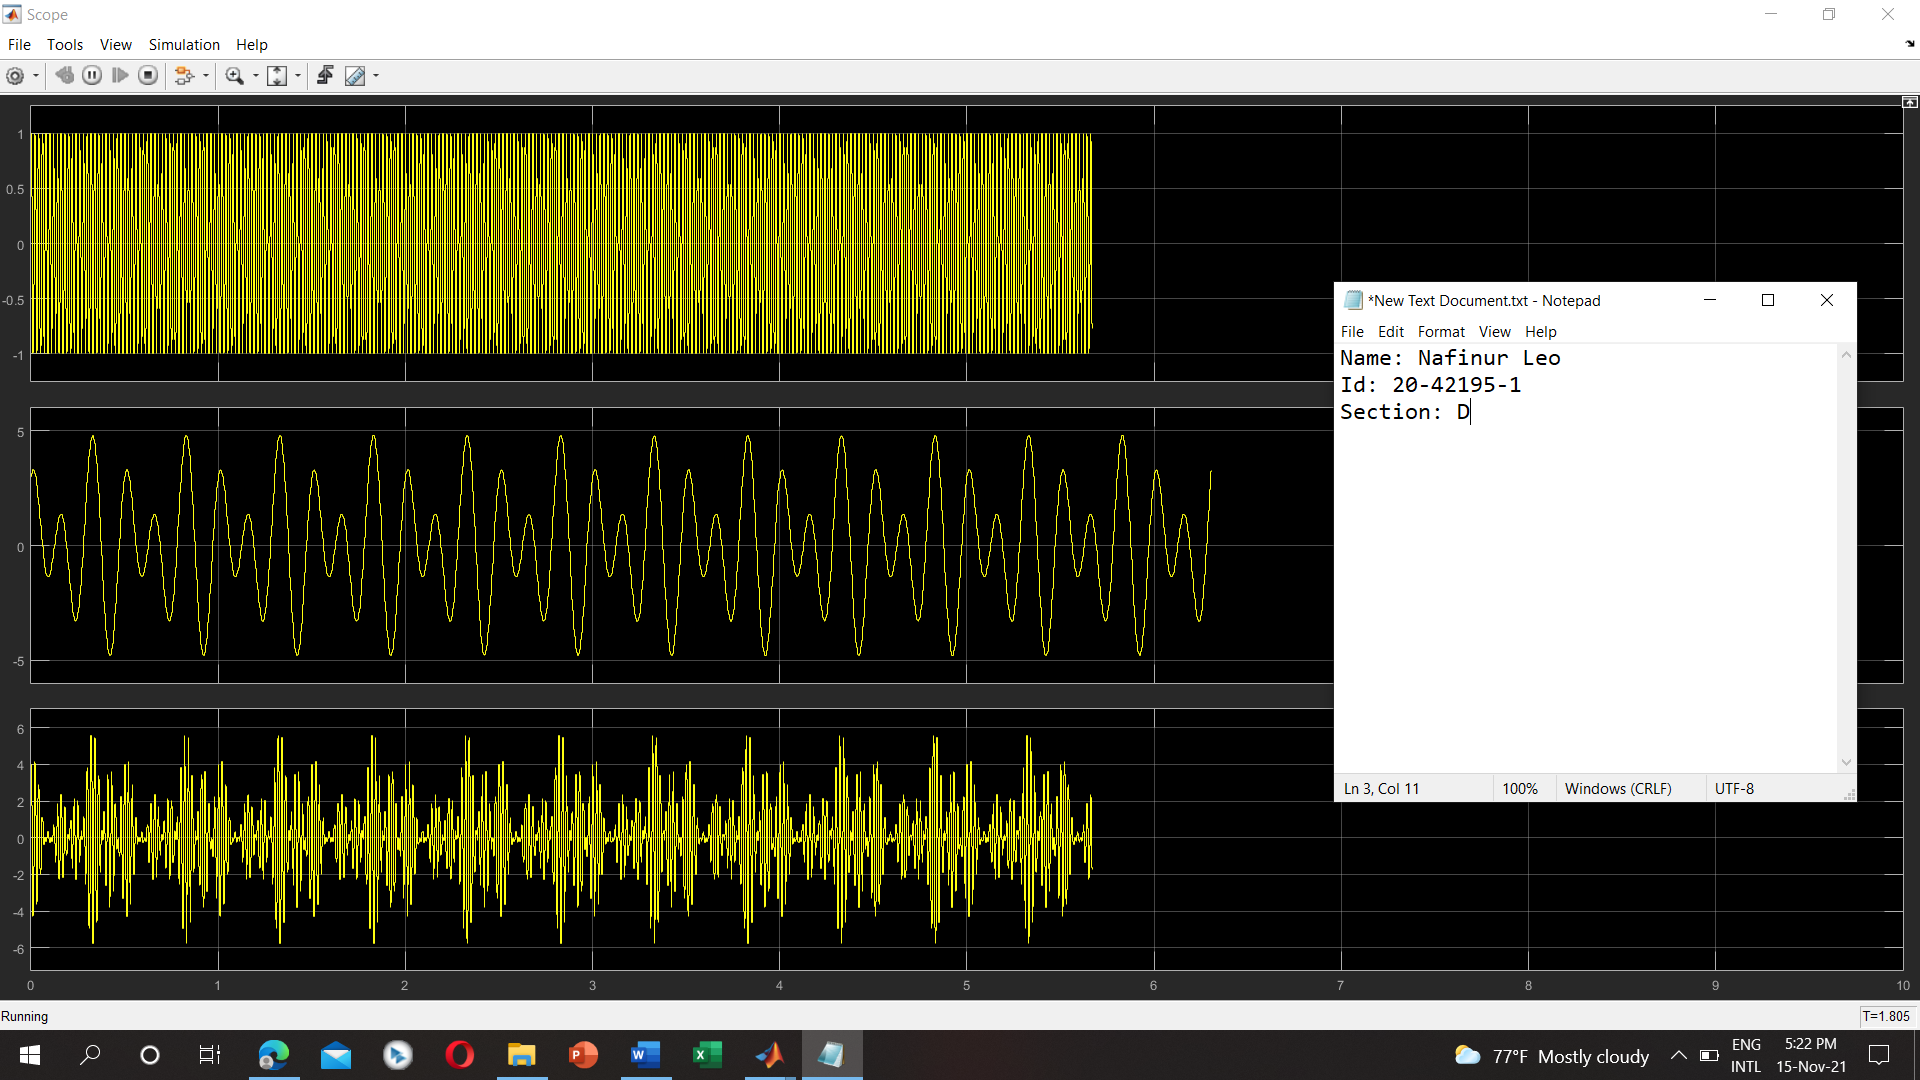 Scope
File Tools View Simulation Help
1
0.5
0
-0.5
-1
5
0
-5
6
4
2
0
-2
-4
-6
0 1 2 3 4 5 6 7 8 9 10
*New Text Document.txt - Notepad
File Edit Format View Help
Name: Nafinur Leo
Id: 20-42195-1
Section: D
Ln 3, Col 11 100% Windows (CRLF) UTF-8
Running T=1.805
77°F Mostly cloudy
ENG
INTL
5:22 PM
15-Nov-21